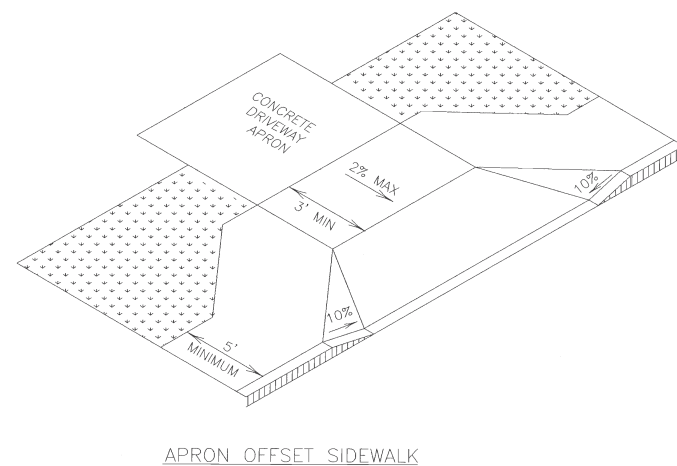 CONCRETE
DRIVEWAY
APRON
2% MAX
3' MIN
10%
10%
5'
MINIMUM
APRON OFFSET SIDEWALK